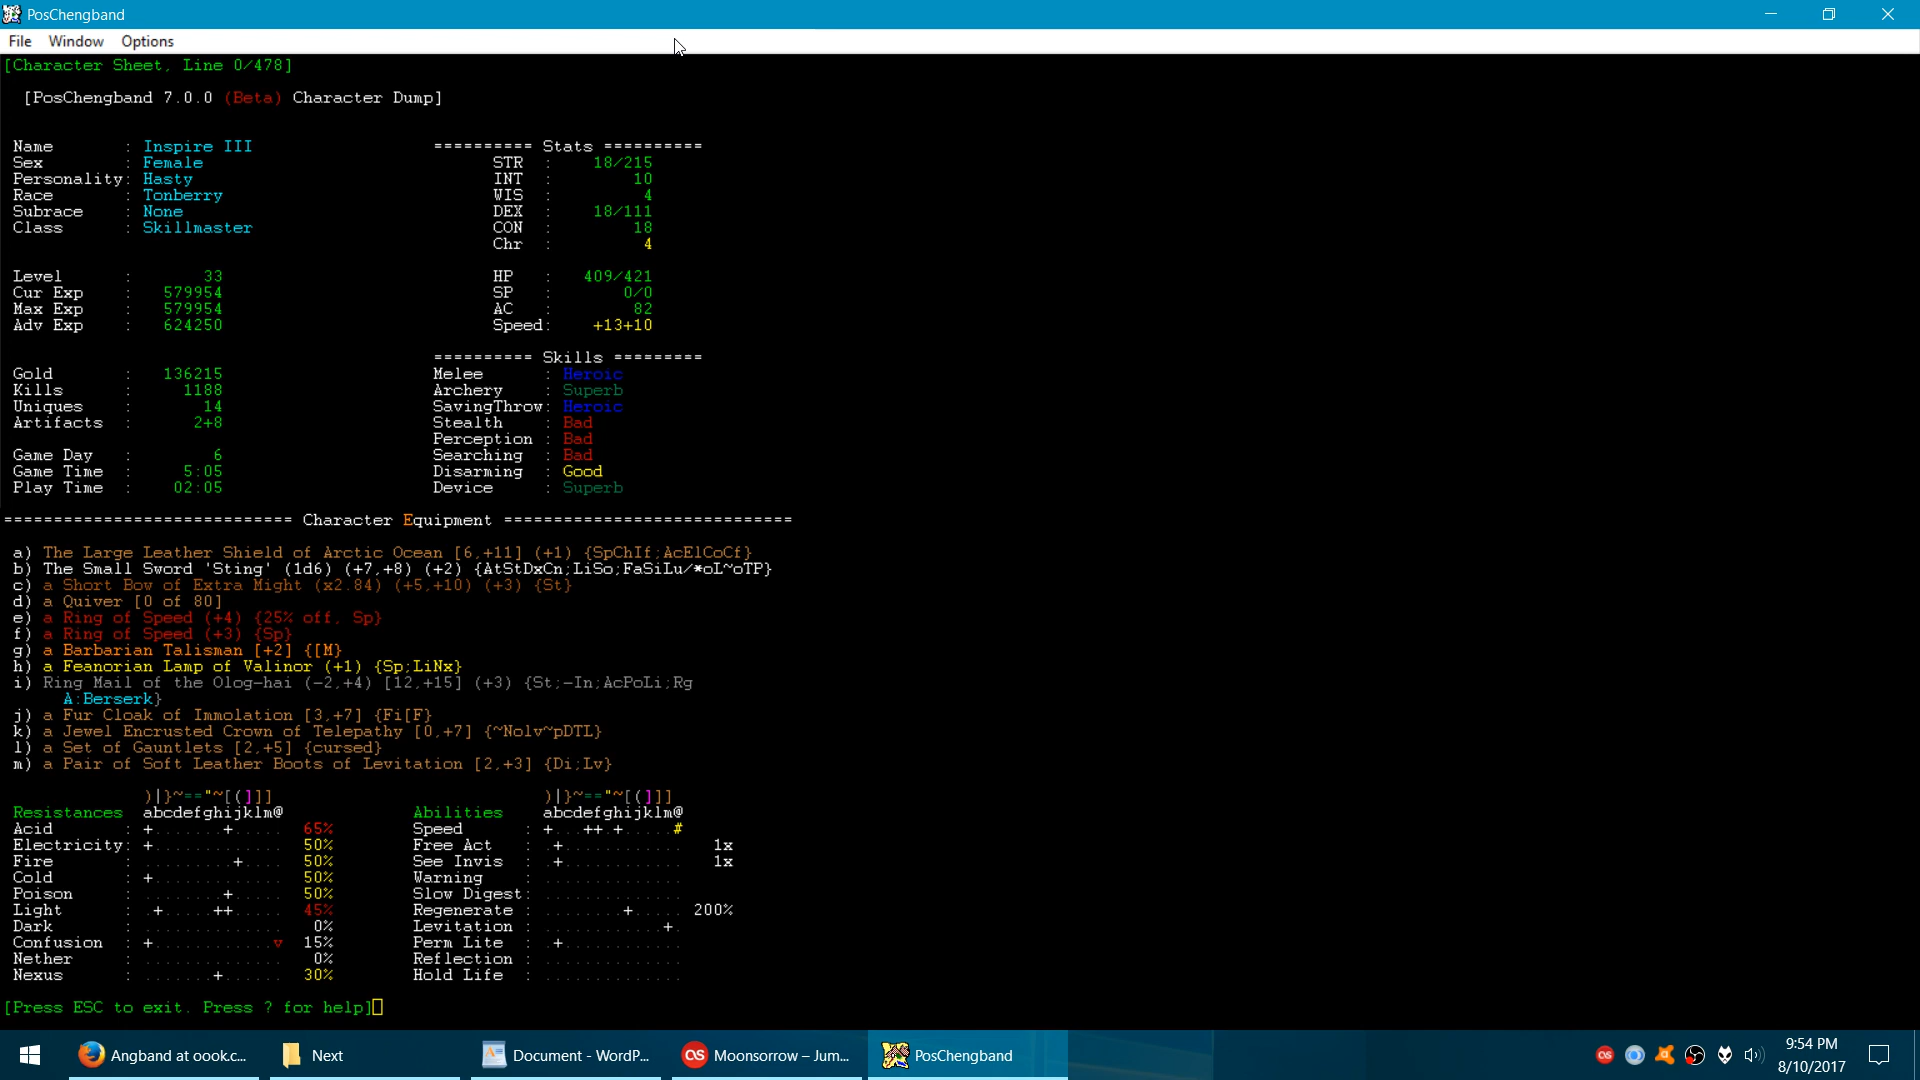 PosChengband
File Window Options
[Character Sheet, Line 0/478]
[PosChengband 7.0.0 (Beta) Character Dump]
Name : Inspire III ========== Stats ==========
Sex : Female STR : 18/215
Personality: Hasty INT : 10
Race : Tonberry WIS : 4
Subrace : None DEX : 18/111
Class : Skillmaster CON : 18
Chr : 4
Level : 33 HP : 409/421
Cur Exp : 579954 SP : 0/0
Max Exp : 579954 AC : 82
Adv Exp : 624250 Speed: +13+10
========== Skills =========
Gold : 136215 Melee : Heroic
Kills : 1188 Archery : Superb
Uniques : 14 SavingThrow: Heroic
Artifacts : 2+8 Stealth : Bad
Perception : Bad
Game Day : 6 Searching : Bad
Game Time : 5:05 Disarming : Good
Play Time : 02:05 Device : Superb
============================= Character Equipment =============================
a) The Large Leather Shield of Arctic Ocean [6,+11] (+1) {SpChIf;AcElCoCf}
b) The Small Sword 'Sting' (1d6) (+7,+8) (+2) {AtStDxCn;LiSo;FaSiLu/*oL~oTP}
c) a Short Bow of Extra Might (x2.84) (+5,+10) (+3) {St}
d) a Quiver [0 of 80]
e) a Ring of Speed (+4) {25% off, Sp}
f) a Ring of Speed (+3) {Sp}
g) a Barbarian Talisman [+2] {[M}
h) a Feanorian Lamp of Valinor (+1) {Sp;LiNx}
i) Ring Mail of the Olog-hai (-2,+4) [12,+15] (+3) {St;-In;AcPoLi;Rg
A:Berserk}
j) a Fur Cloak of Immolation [3,+7] {Fi[F}
k) a Jewel Encrusted Crown of Telepathy [0,+7] {~Nolv~pDTL}
l) a Set of Gauntlets [2,+5] {cursed}
m) a Pair of Soft Leather Boots of Levitation [2,+3] {Di;Lv}
)|}~=="~[(]]] )|}~=="~[(]]]
Resistances abcdefghijklm@ Abilities abcdefghijklm@
Acid : +.......+..... 65% Speed : +...++.+.....#
Electricity: +............. 50% Free Act : .+............ 1x
Fire : .........+.... 50% See Invis : .+............ 1x
Cold : +............. 50% Warning : ..............
Poison : ........+..... 50% Slow Digest: ..............
Light : .+.....++..... 45% Regenerate : ........+..... 200%
Dark : .............. 0% Levitation : ............+.
Confusion : +............v 15% Perm Lite : .+............
Nether : .............. 0% Reflection : ..............
Nexus : .......+...... 30% Hold Life : ..............
[Press ESC to exit. Press ? for help]
Angband at oook.c... Next Document - WordP... Moonsorrow – Jum... PosChengband 9:54 PM
8/10/2017